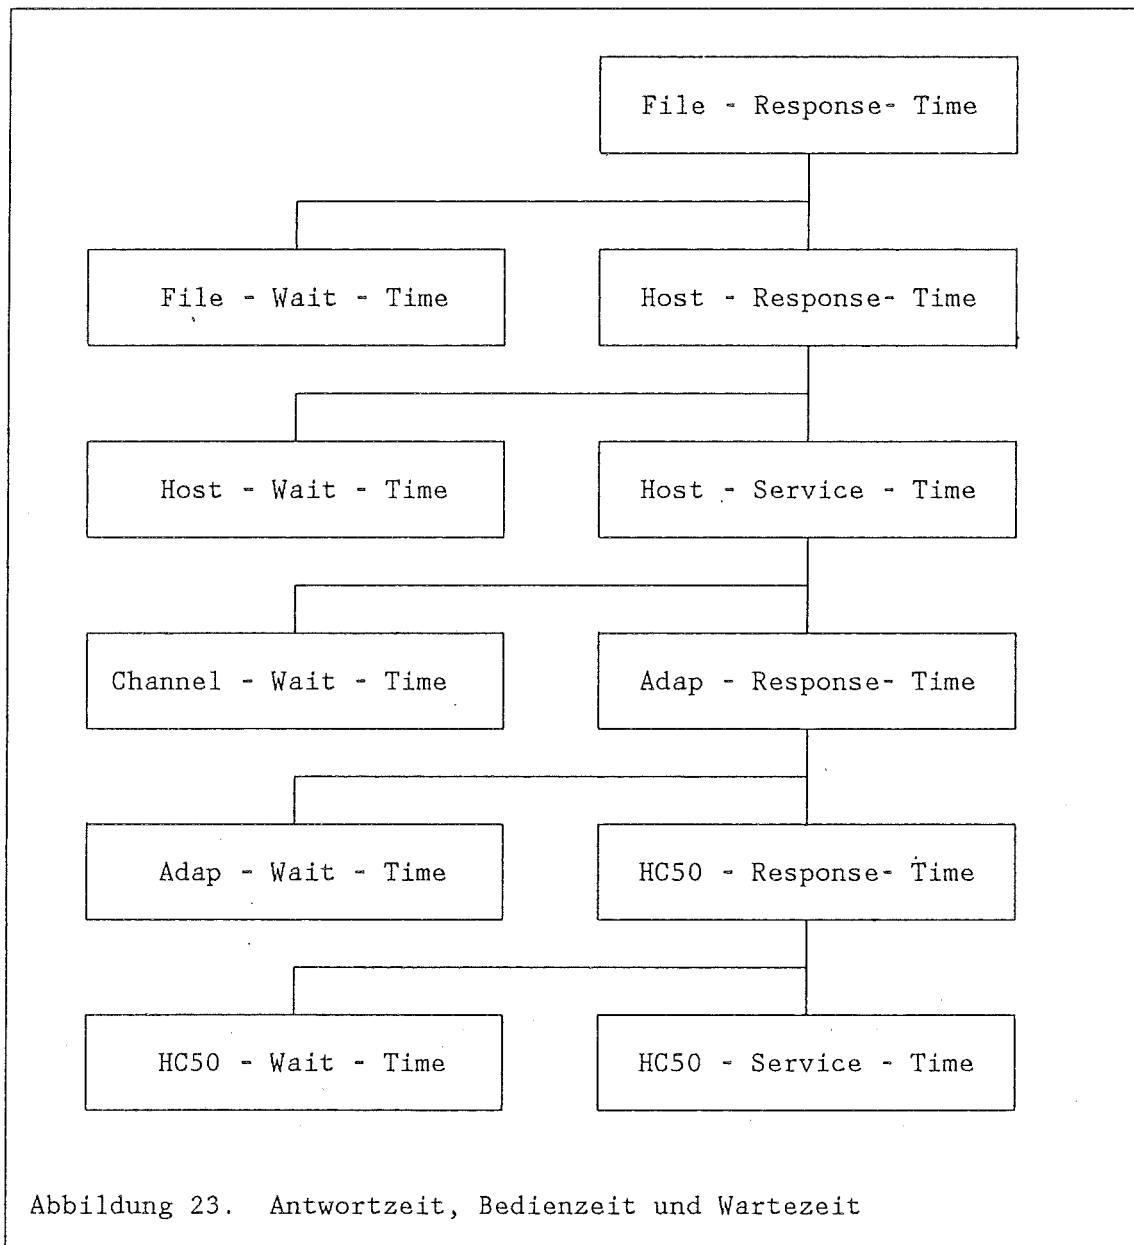 File - Response- Time
File - Wait - Time
Host - Response- Time
Host - Wait - Time
Host - Service - Time
Channel - Wait - Time
Adap - Response- Time
Adap - Wait - Time
HC50 - Response- Time
HC50 - Wait - Time
HC50 - Service - Time
Abbildung 23. Antwortzeit, Bedienzeit und Wartezeit